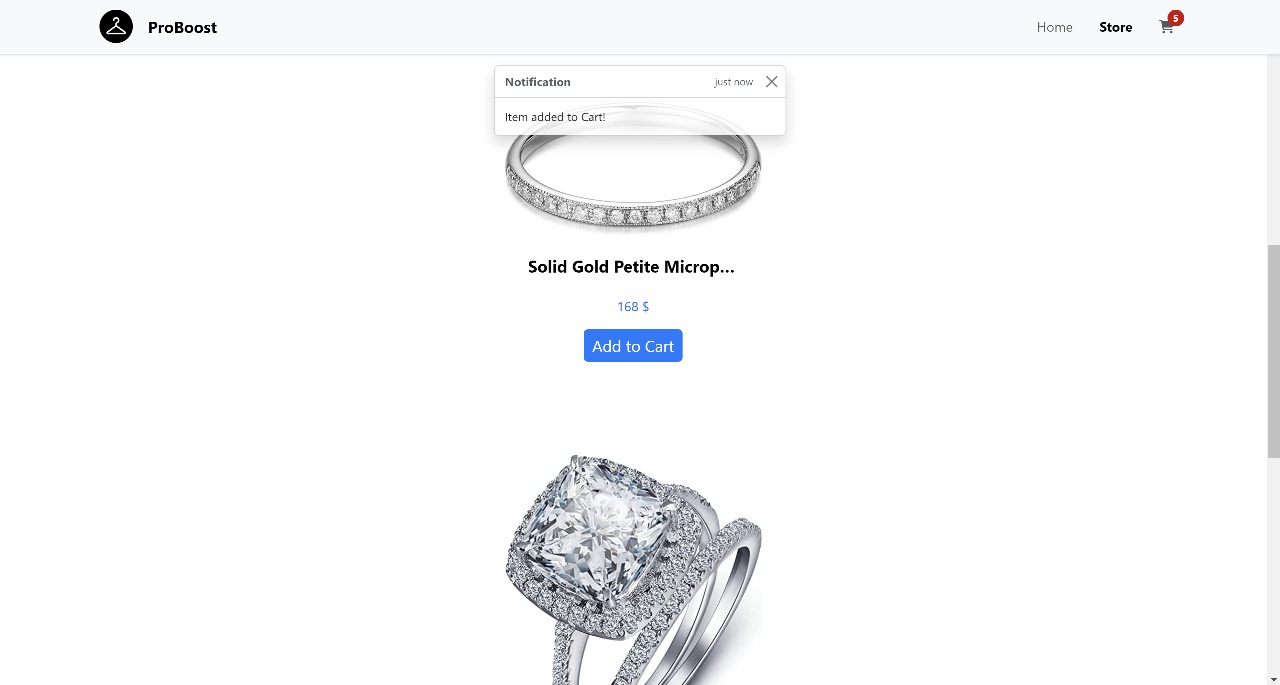 ProBoost
Home
Store
5
Notification
just now
Item added to Cart!
Solid Gold Petite Microp...
168 $
Add to Cart